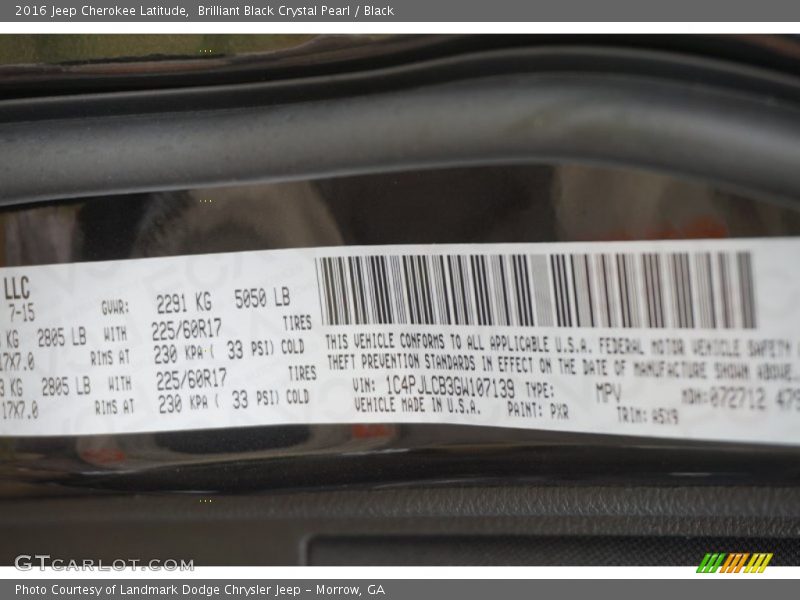 2016 Jeep Cherokee Latitude, Brilliant Black Crystal Pearl / Black
LLC
7-15
GVWR: 2291 KG 5050 LB
KG 2805 LB WITH 225/60R17 TIRES
17X7.0 RIMS AT 230 KPA ( 33 PSI) COLD
KG 2805 LB WITH 225/60R17 TIRES
17X7.0 RIMS AT 230 KPA ( 33 PSI) COLD
THIS VEHICLE CONFORMS TO ALL APPLICABLE U.S.A. FEDERAL MOTOR VEHICLE SAFETY
THEFT PREVENTION STANDARDS IN EFFECT ON THE DATE OF MANUFACTURE SHOWN ABOVE.
VIN: 1C4PJLCB3GW107139 TYPE: MPV MDH:072712 479
VEHICLE MADE IN U.S.A. PAINT: PXR TRIM: A5X9
GTcarlot.com
Photo Courtesy of Landmark Dodge Chrysler Jeep - Morrow, GA